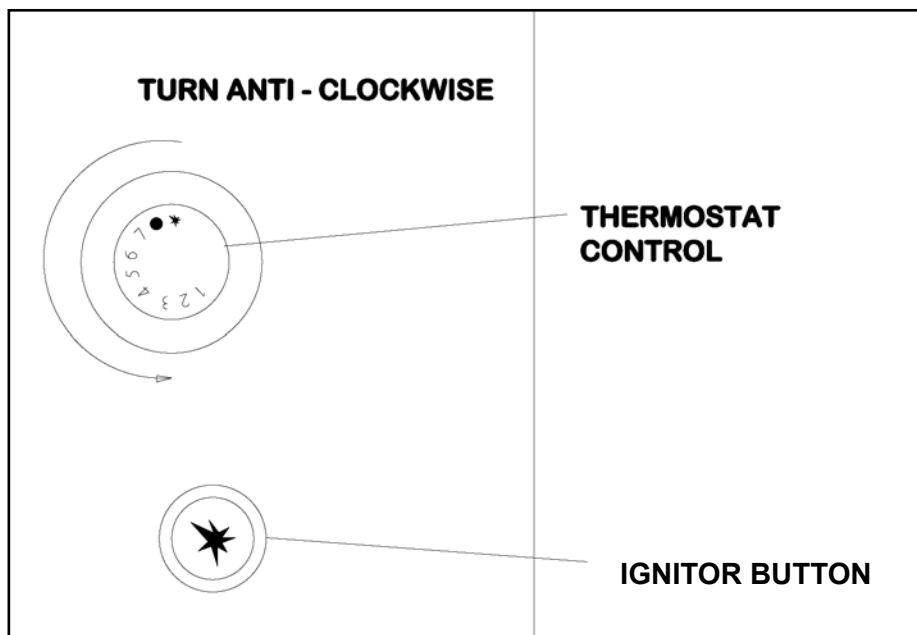 TURN ANTI - CLOCKWISE
7
6
5
4
3
2
1
THERMOSTAT
CONTROL
IGNITOR BUTTON